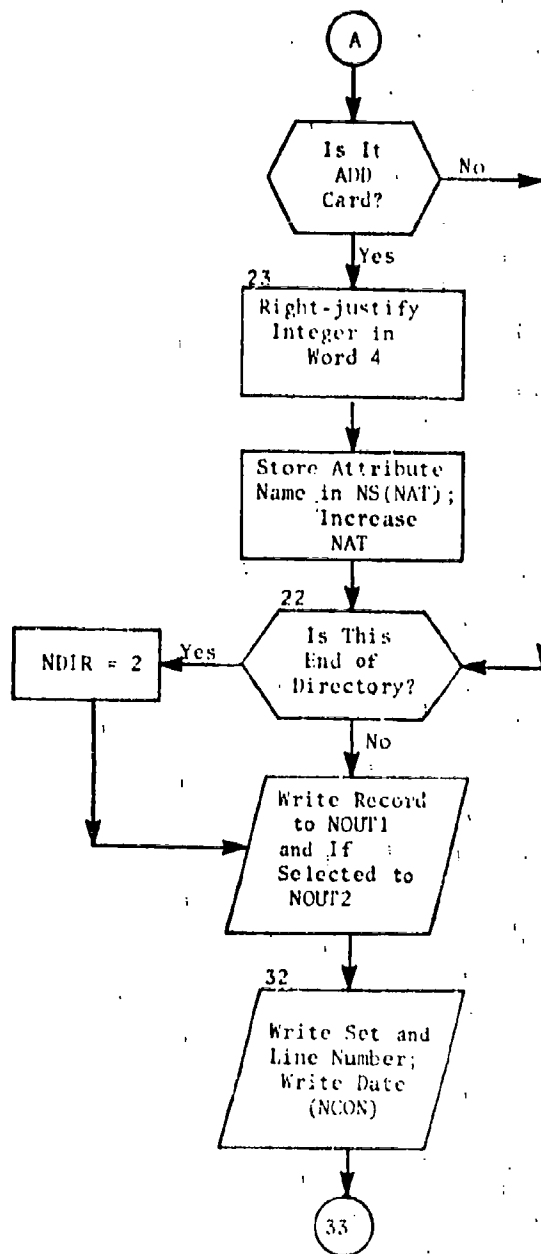 A
Is It
ADD
Card?
No
Yes
23
Right-justify
Integer in
Word 4
Store Attribute
Name in NS(NAT);
Increase
NAT
22
Is This
End of
Directory?
Yes
NDIR = 2
No
Write Record
to NOUT1
and If
Selected to
NOUT2
32
Write Set and
Line Number;
Write Date
(NCON)
33